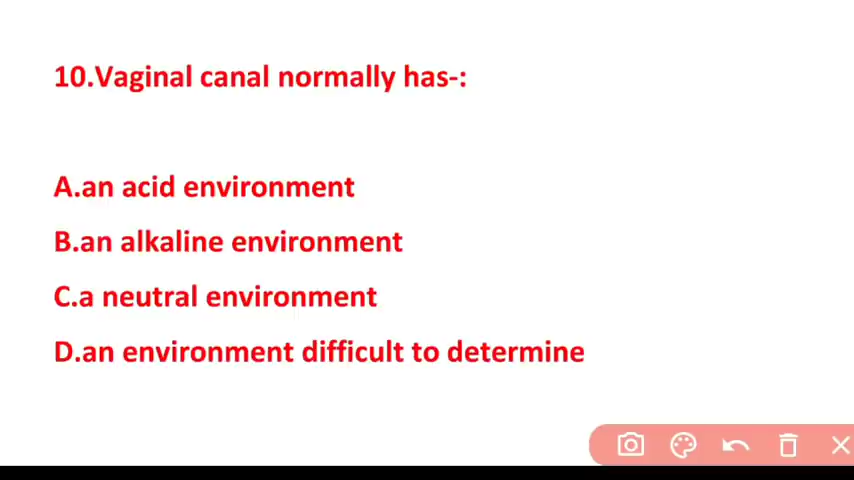 10.Vaginal canal normally has-:
A.an acid environment
B.an alkaline environment
C.a neutral environment
D.an environment difficult to determine